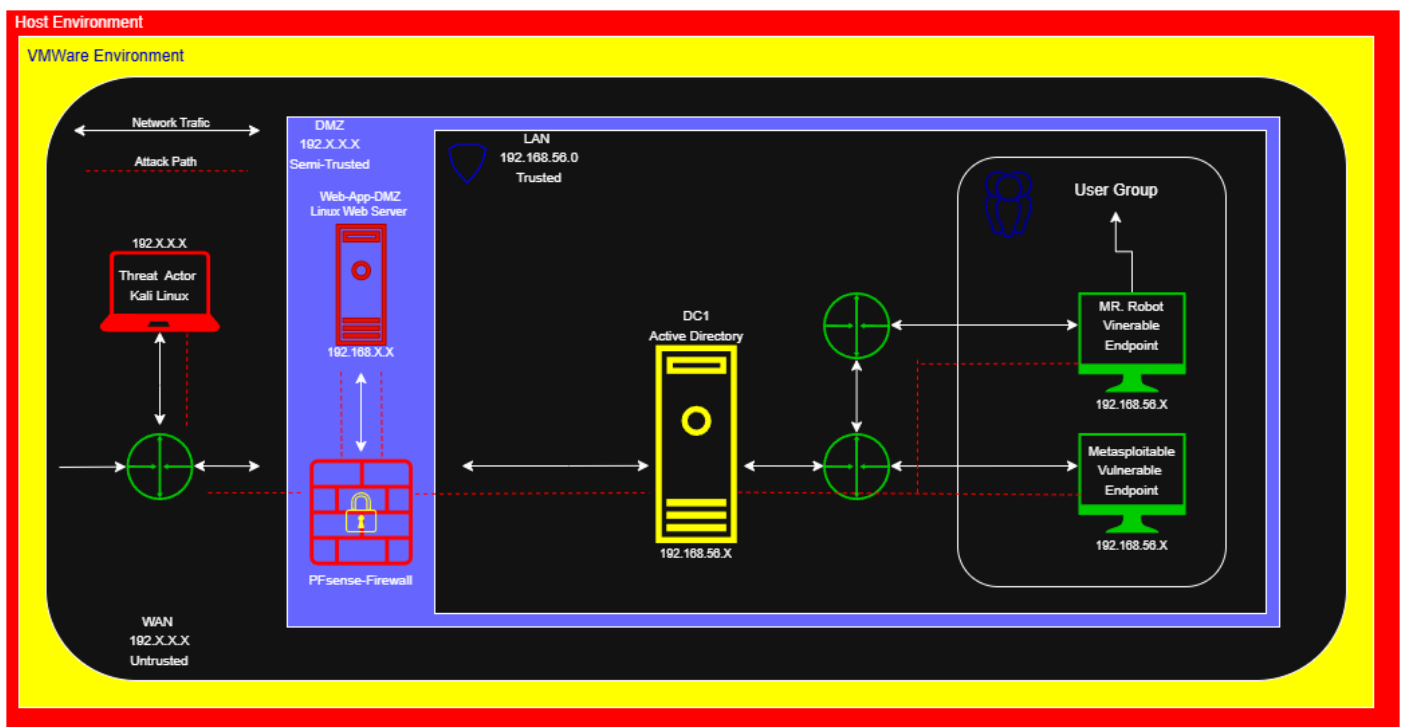 Host Environment
VMWare Environment
Network Trafic
Attack Path
192.X.X.X
Threat Actor
Kali Linux
WAN
192.X.X.X
Untrusted
DMZ
192.X.X.X
Semi-Trusted
Web-App-DMZ
Linux Web Server
192.168.X.X
PFsense-Firewall
LAN
192.168.56.0
Trusted
DC1
Active Directory
192.168.56.X
User Group
MR. Robot
Vinerable
Endpoint
192.168.56.X
Metasploitable
Vulnerable
Endpoint
192.168.56.X